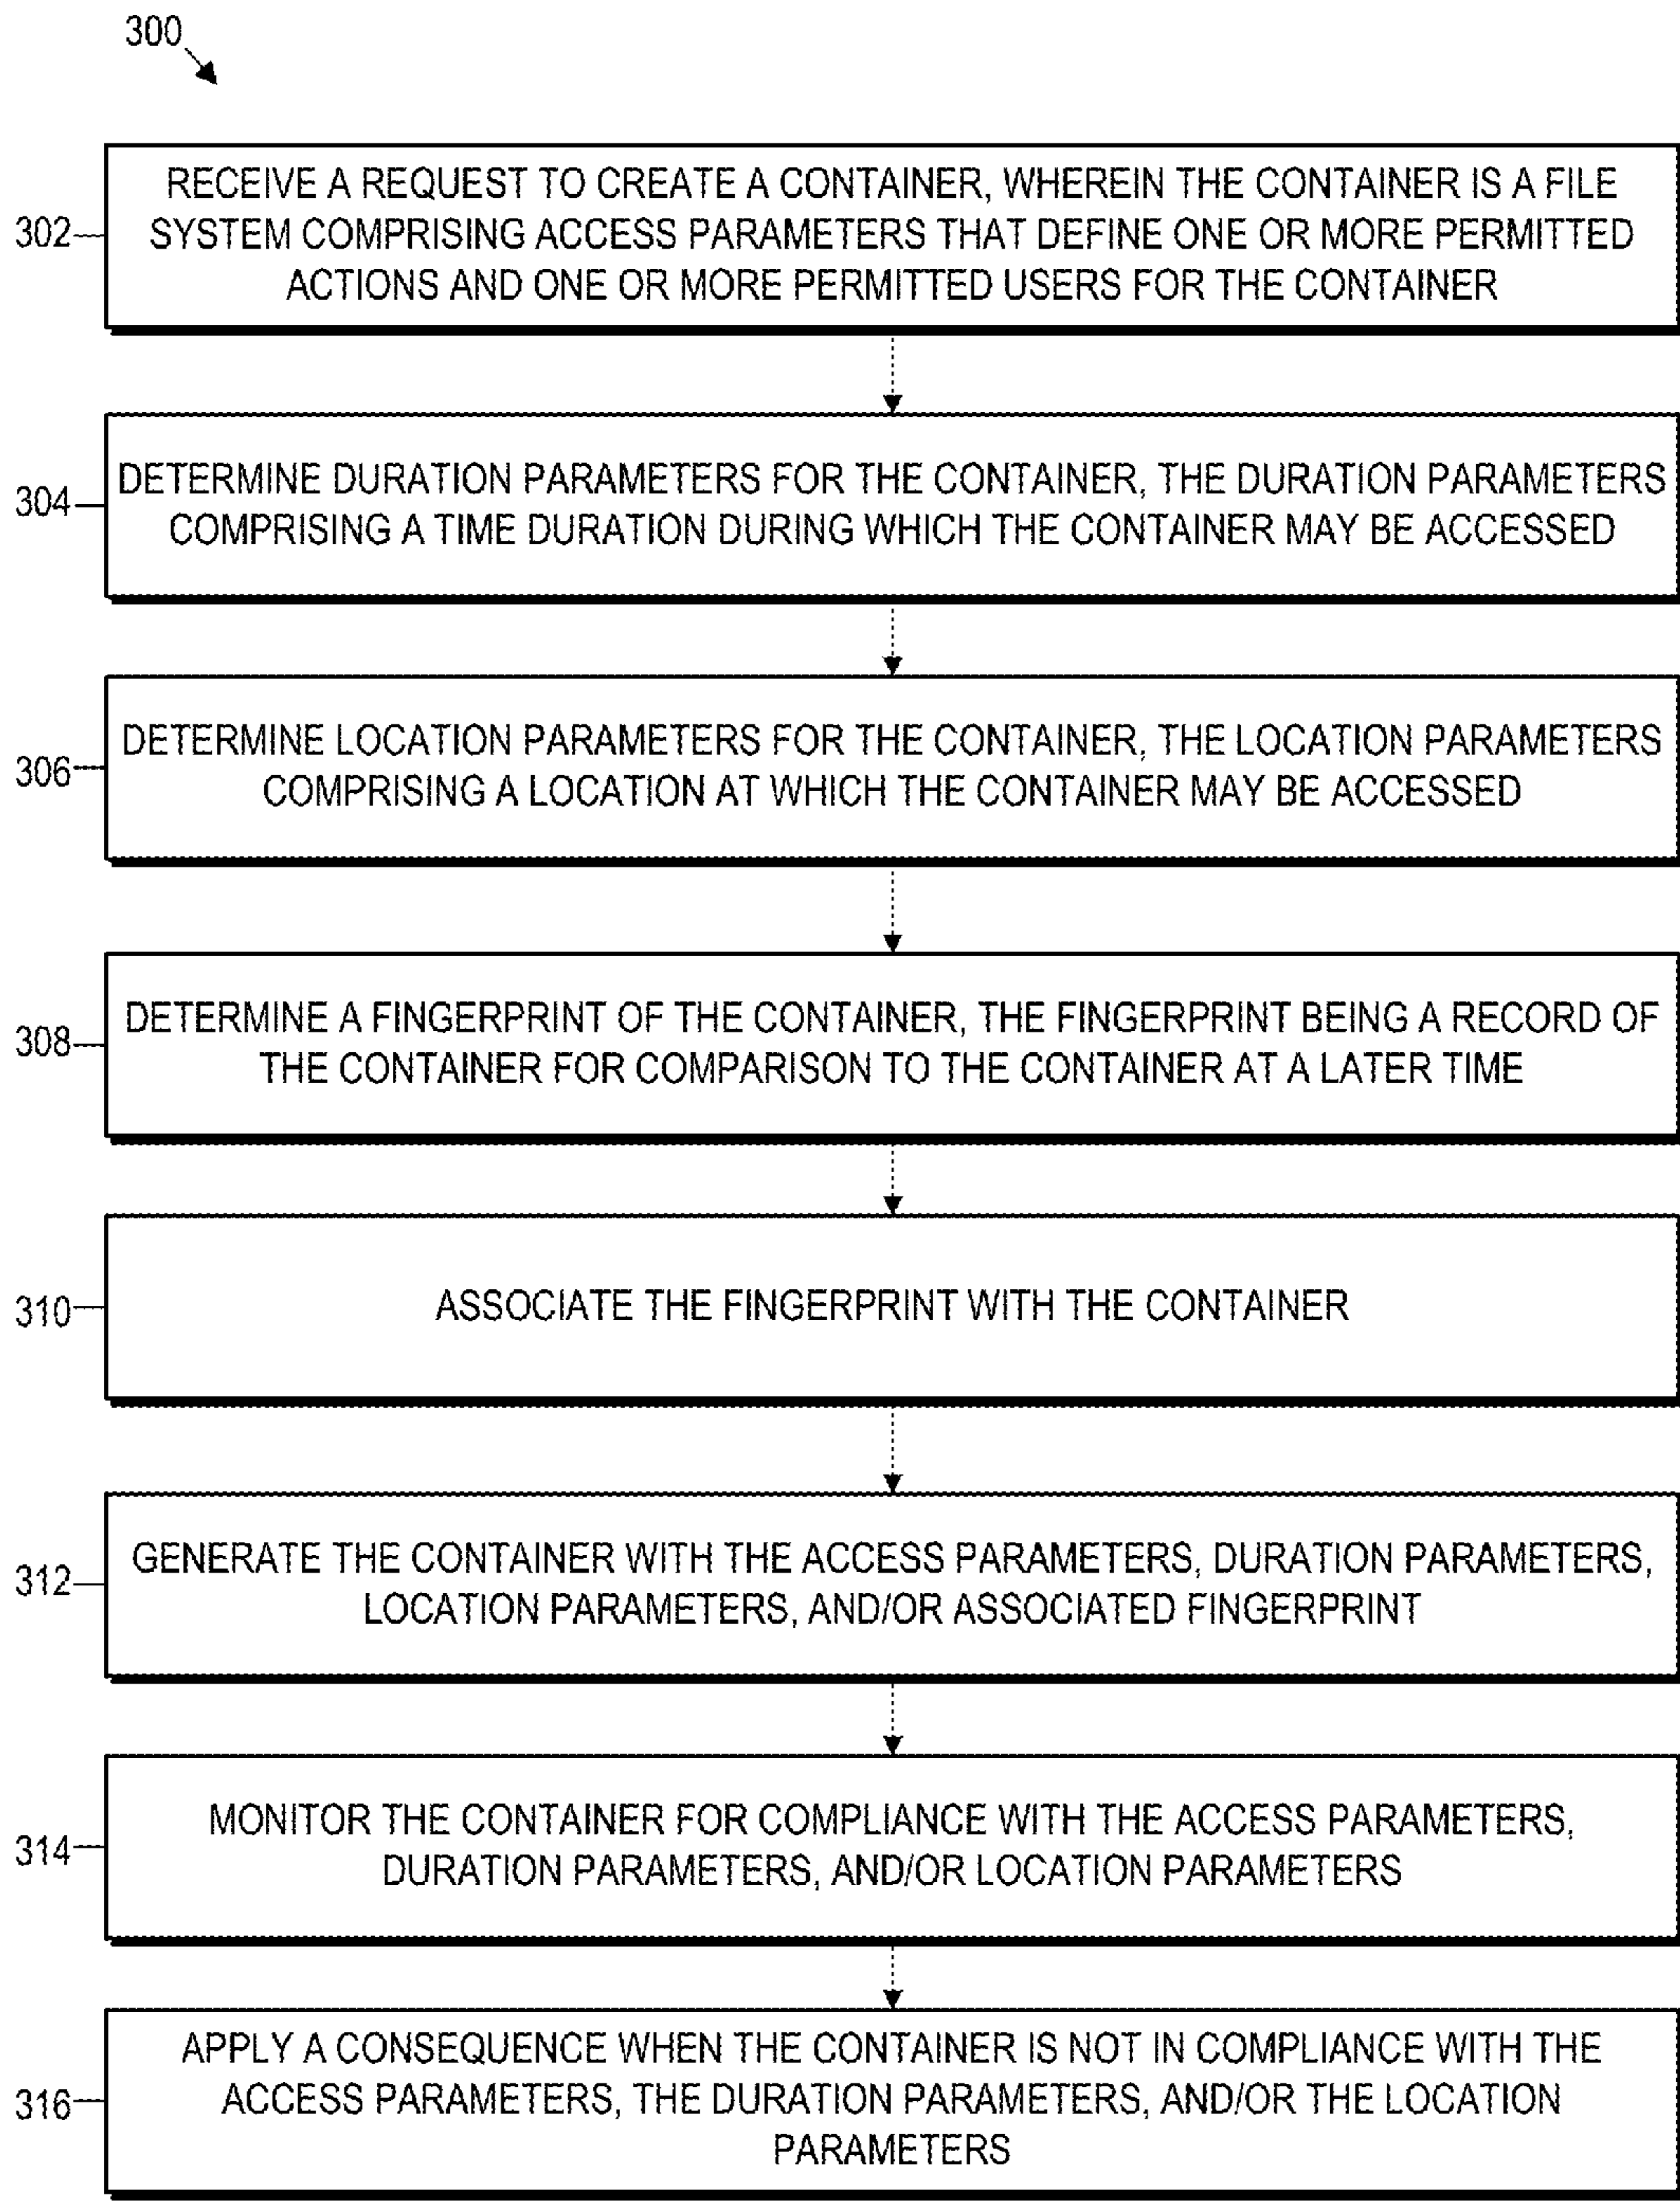 300
302
RECEIVE A REQUEST TO CREATE A CONTAINER, WHEREIN THE CONTAINER IS A FILE
SYSTEM COMPRISING ACCESS PARAMETERS THAT DEFINE ONE OR MORE PERMITTED
ACTIONS AND ONE OR MORE PERMITTED USERS FOR THE CONTAINER
304
DETERMINE DURATION PARAMETERS FOR THE CONTAINER, THE DURATION PARAMETERS
COMPRISING A TIME DURATION DURING WHICH THE CONTAINER MAY BE ACCESSED
306
DETERMINE LOCATION PARAMETERS FOR THE CONTAINER, THE LOCATION PARAMETERS
COMPRISING A LOCATION AT WHICH THE CONTAINER MAY BE ACCESSED
308
DETERMINE A FINGERPRINT OF THE CONTAINER, THE FINGERPRINT BEING A RECORD OF
THE CONTAINER FOR COMPARISON TO THE CONTAINER AT A LATER TIME
310
ASSOCIATE THE FINGERPRINT WITH THE CONTAINER
312
GENERATE THE CONTAINER WITH THE ACCESS PARAMETERS, DURATION PARAMETERS,
LOCATION PARAMETERS, AND/OR ASSOCIATED FINGERPRINT
314
MONITOR THE CONTAINER FOR COMPLIANCE WITH THE ACCESS PARAMETERS,
DURATION PARAMETERS, AND/OR LOCATION PARAMETERS
316
APPLY A CONSEQUENCE WHEN THE CONTAINER IS NOT IN COMPLIANCE WITH THE
ACCESS PARAMETERS, THE DURATION PARAMETERS, AND/OR THE LOCATION
PARAMETERS